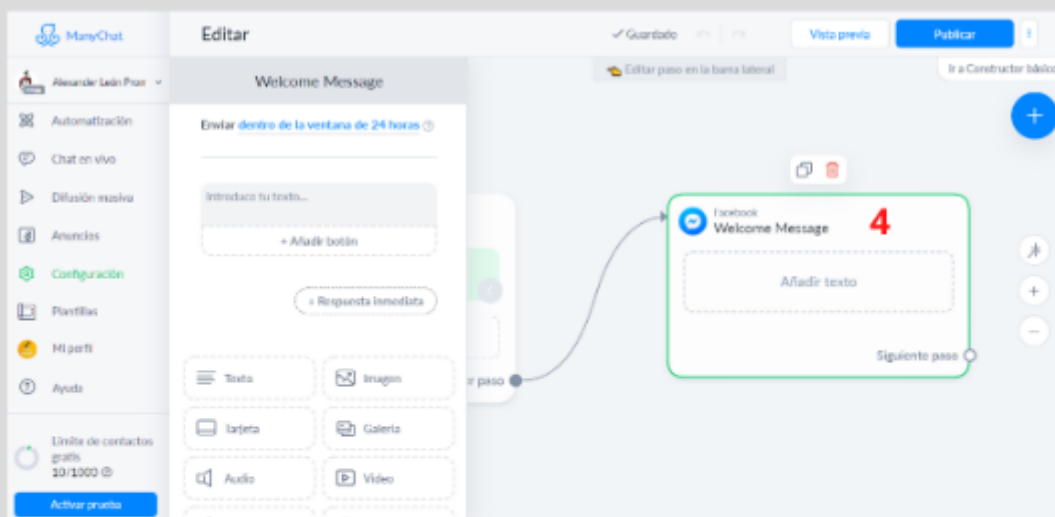 ManyChat
Editar
Guardado
Vista previa
Publicar
Alexander León Prom
Welcome Message
Editar paso en la barra lateral
Ir a Constructor básico
Automatización
Enviar dentro de la ventana de 24 horas
Chat en vivo
Difusión masiva
Introduce tu texto...
+ Añadir botón
Anuncios
Configuración
+ Respuesta inmediata
Plantillas
Mi perfil
Ayuda
Texto
Imagen
Tarjeta
Galería
Audio
Video
Límite de contactos
gratis
10/1000
Activar prueba
r paso
Facebook
Welcome Message
4
Añadir texto
Siguiente paso